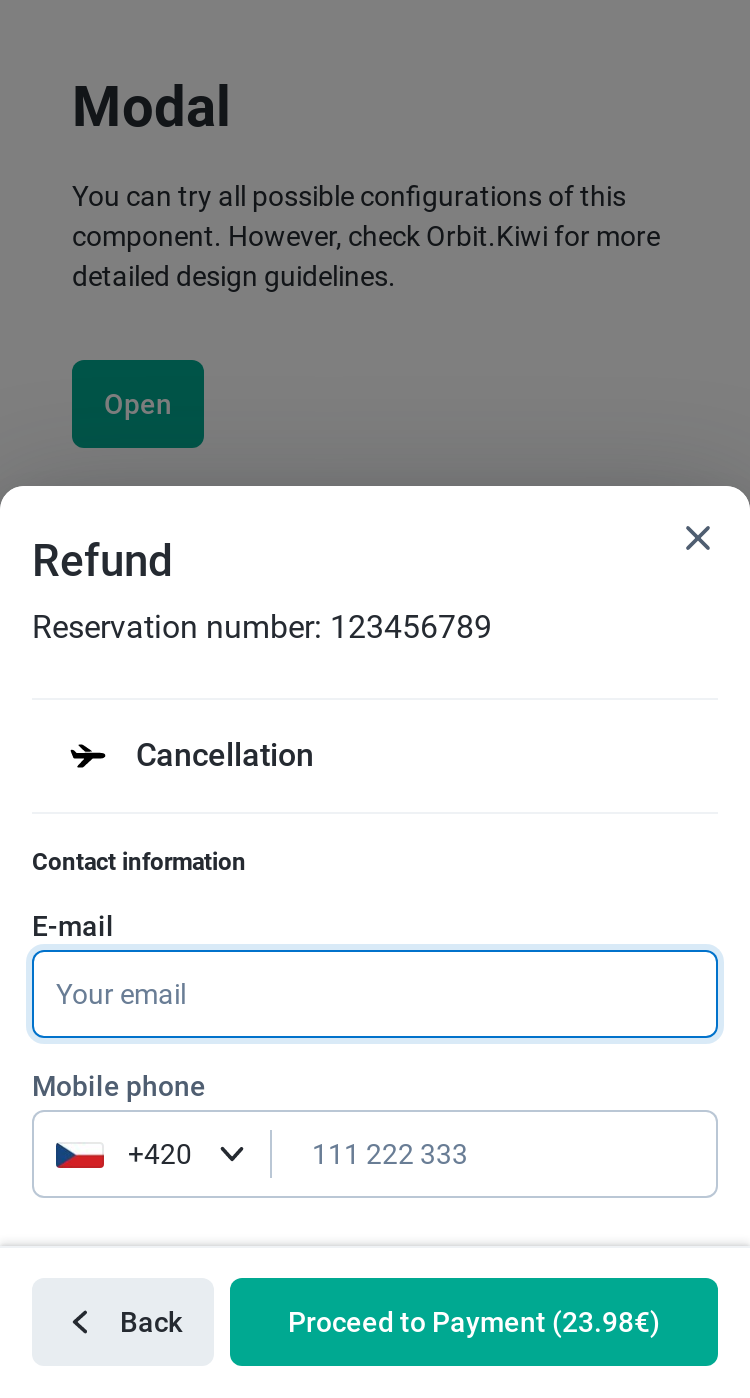 Modal
You can try all possible configurations of this
component. However, check Orbit.Kiwi for more
detailed design guidelines.
Open
Refund
Reservation number: 123456789
Cancellation
Contact information
E-mail
Your email
Mobile phone
+420 111 222 333
Back Proceed to Payment (23.98€)